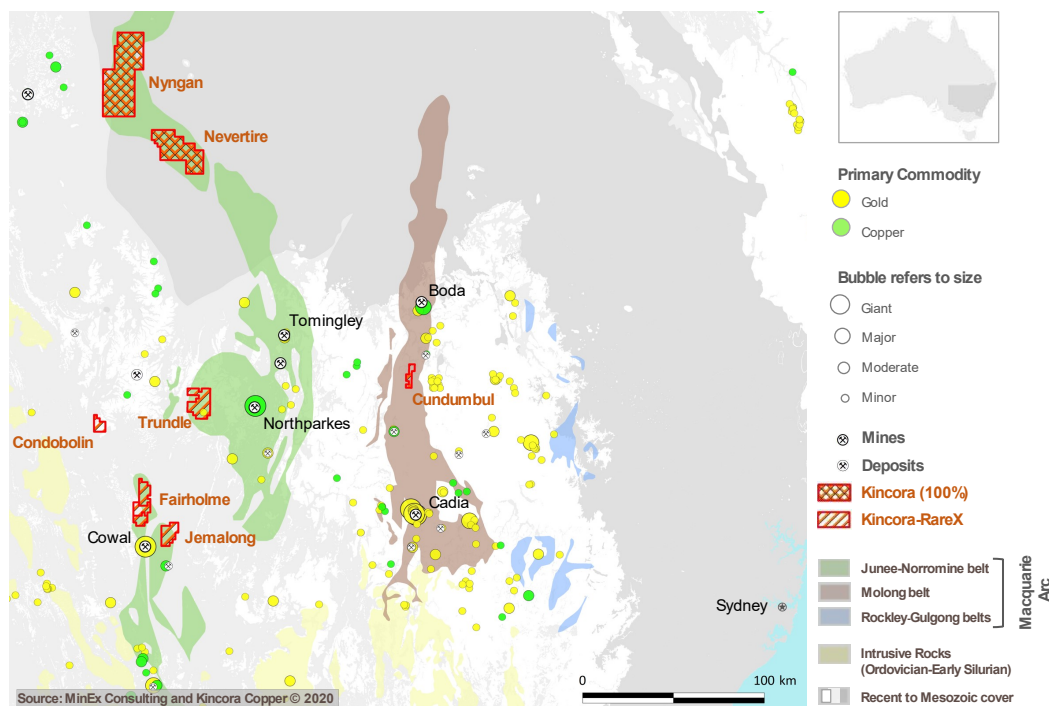 Nyngan
Nevertire
Boda
Tomingley
Cundumbul
Trundle
Northparkes
Condobolin
Fairholme
Cadia
Cowal
Jemalong
Sydney
0
100 km
Source: MinEx Consulting and Kincora Copper © 2020
Primary Commodity
Gold
Copper
Bubble refers to size
Giant
Major
Moderate
Minor
Mines
Deposits
Kincora (100%)
Kincora-RareX
Junee-Norromine belt
Molong belt
Rockley-Gulgong belts
Macquarie
Arc
Intrusive Rocks
(Ordovician-Early Silurian)
Recent to Mesozoic cover